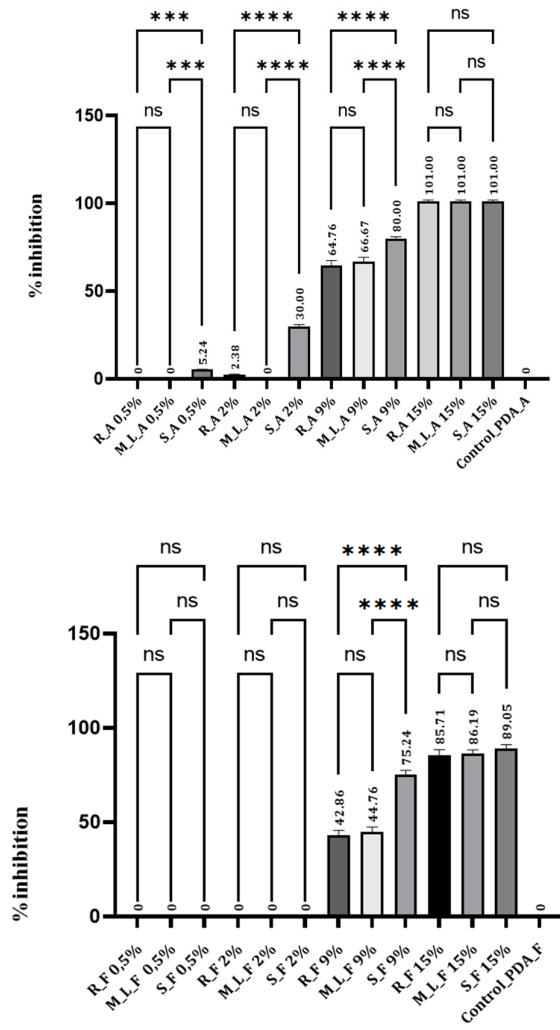 *** **** **** ns
*** **** **** ns
ns ns ns ns
150
100
50
0
% inhibition
0 0 5.24 2.38 0 30.00 64.76 66.67 80.00 101.00 101.00 101.00 0
R_A 0,5%
M_L_A 0,5%
S_A 0,5%
R_A 2%
M_L_A 2%
S_A 2%
R_A 9%
M_L_A 9%
S_A 9%
R_A 15%
M_L_A 15%
S_A 15%
Control_PDA_A
ns ns **** ns
ns ns **** ns
ns ns ns ns
150
100
50
0
% inhibition
0 0 0 0 0 0 42.86 44.76 75.24 85.71 86.19 89.05 0
R_F 0,5%
M_L_F 0,5%
S_F 0,5%
R_F 2%
M_L_F 2%
S_F 2%
R_F 9%
M_L_F 9%
S_F 9%
R_F 15%
M_L_F 15%
S_F 15%
Control_PDA_F